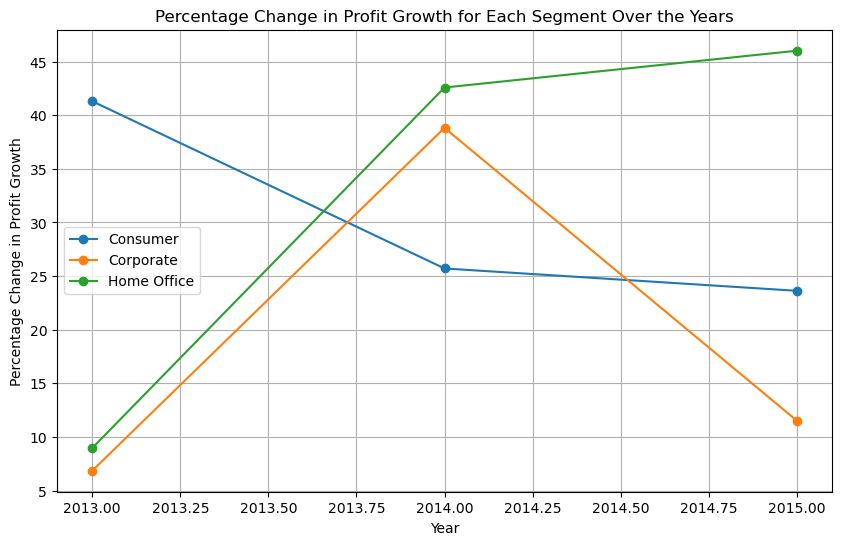 Percentage Change in Profit Growth for Each Segment Over the Years
Percentage Change in Profit Growth
45
40
35
30
25
20
15
10
5
Consumer
Corporate
Home Office
2013.00 2013.25 2013.50 2013.75 2014.00 2014.25 2014.50 2014.75 2015.00
Year